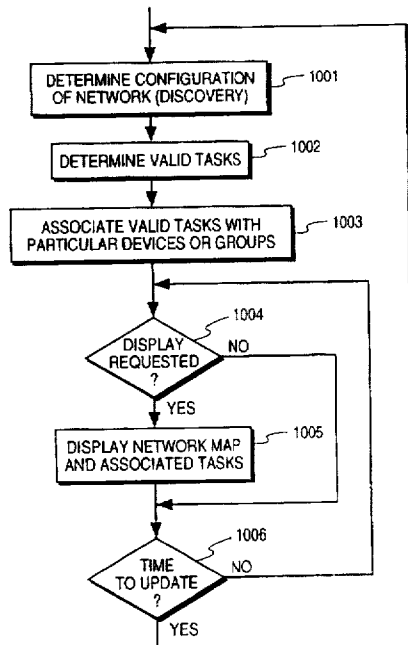 DETERMINE CONFIGURATION
OF NETWORK (DISCOVERY)
1001
DETERMINE VALID TASKS
1002
ASSOCIATE VALID TASKS WITH
PARTICULAR DEVICES OR GROUPS
1003
DISPLAY
REQUESTED
?
1004
NO
YES
DISPLAY NETWORK MAP
AND ASSOCIATED TASKS
1005
TIME
TO UPDATE
?
1006
NO
YES